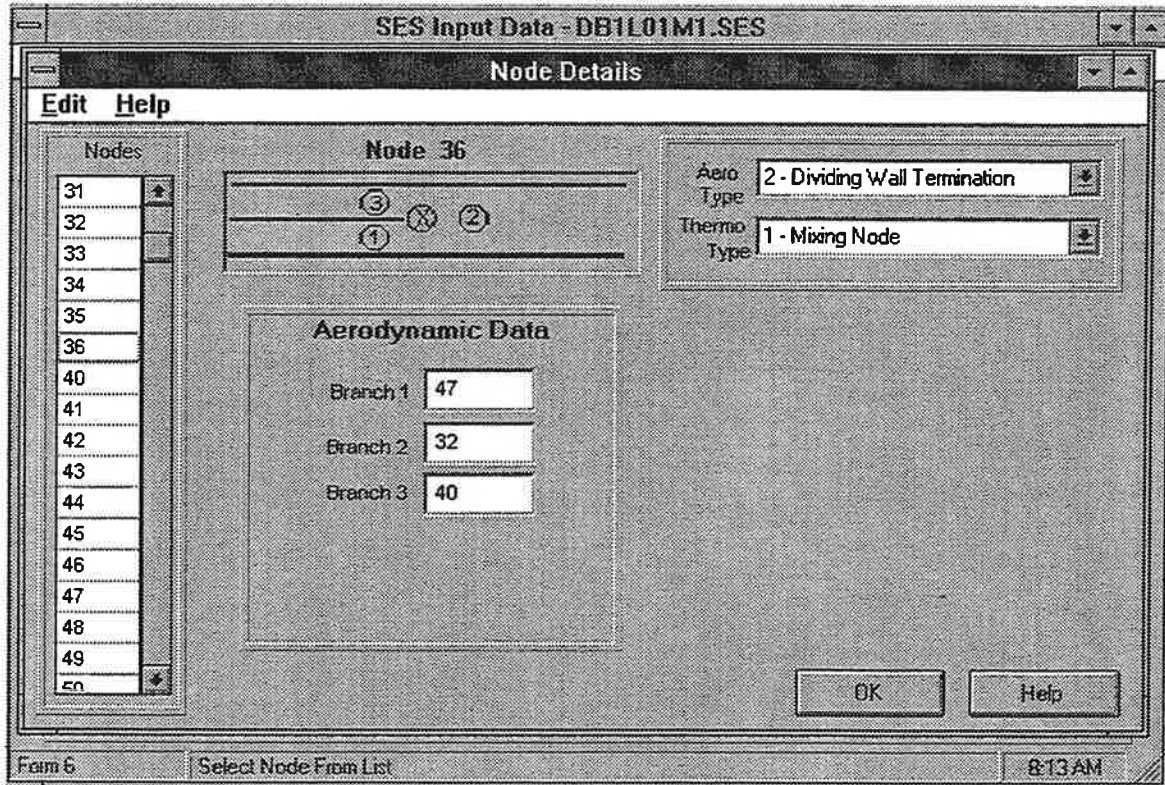 SES Input Data - DB1L01M1.SES
Node Details
Edit Help
Nodes
31
32
33
34
35
36
40
41
42
43
44
45
46
47
48
49
50
Node 36
3
X 2
1
Aero Type
2 - Dividing Wall Termination
Thermo Type
1 - Mixing Node
Aerodynamic Data
Branch 1 47
Branch 2 32
Branch 3 40
OK Help
Form 6 Select Node From List 8:13 AM